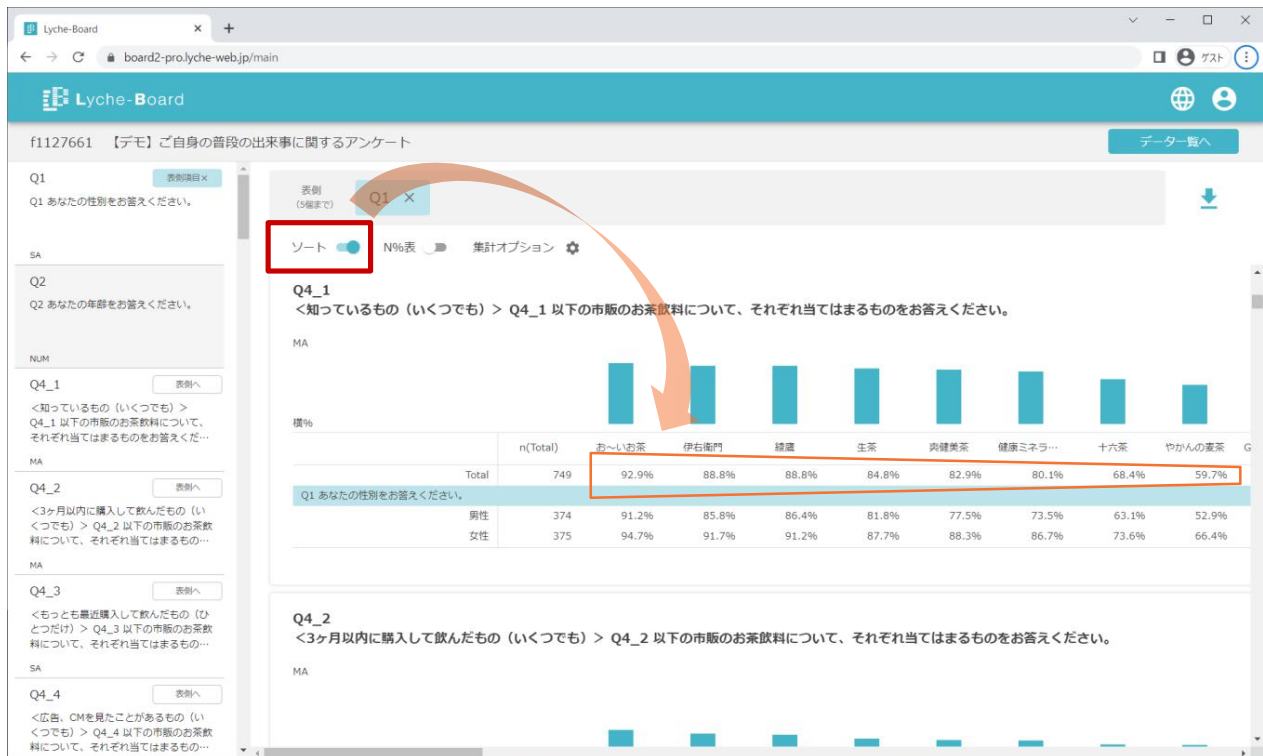 Lyche-Board
board2-pro.lyche-web.jp/main
ゲスト
Lyche-Board
f1127661 【デモ】ご自身の普段の出来事に関するアンケート
データ一覧へ
Q1
表側項目×
Q1 あなたの性別をお答えください。
SA
Q2
Q2 あなたの年齢をお答えください。
NUM
Q4_1
表側へ
<知っているもの（いくつでも）>
Q4_1 以下の市販のお茶飲料について、
それぞれ当てはまるものをお答えくだ…
MA
Q4_2
表側へ
<3ヶ月以内に購入して飲んだもの（い
くつでも）> Q4_2 以下の市販のお茶飲
料について、それぞれ当てはまるもの…
MA
Q4_3
表側へ
<もっとも最近購入して飲んだもの（ひ
とつだけ）> Q4_3 以下の市販のお茶飲
料について、それぞれ当てはまるもの…
SA
Q4_4
表側へ
<広告、CMを見たことがあるもの（い
くつでも）> Q4_4 以下の市販のお茶飲
料について、それぞれ当てはまるもの…
表側
(5個まで)
Q1 ×
ソート
N%表
集計オプション
Q4_1
<知っているもの（いくつでも）> Q4_1 以下の市販のお茶飲料について、それぞれ当てはまるものをお答えください。
MA
横%
n(Total) お～いお茶 伊右衛門 綾鷹 生茶 爽健美茶 健康ミネラ… 十六茶 やかんの麦茶 G
Total 749 92.9% 88.8% 88.8% 84.8% 82.9% 80.1% 68.4% 59.7%
Q1 あなたの性別をお答えください。
男性 374 91.2% 85.8% 86.4% 81.8% 77.5% 73.5% 63.1% 52.9%
女性 375 94.7% 91.7% 91.2% 87.7% 88.3% 86.7% 73.6% 66.4%
Q4_2
<3ヶ月以内に購入して飲んだもの（いくつでも）> Q4_2 以下の市販のお茶飲料について、それぞれ当てはまるものをお答えください。
MA